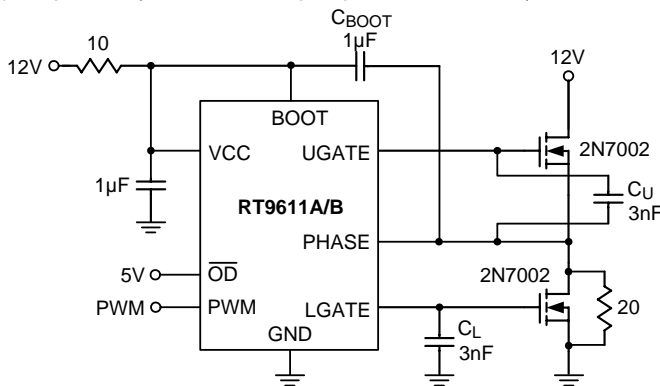 C_BOOT
1µF
10
12V
12V
BOOT
VCC
UGATE
2N7002
1µF
RT9611A/B
C_U
3nF
PHASE
5V
OD
2N7002
PWM
PWM
LGATE
20
GND
C_L
3nF